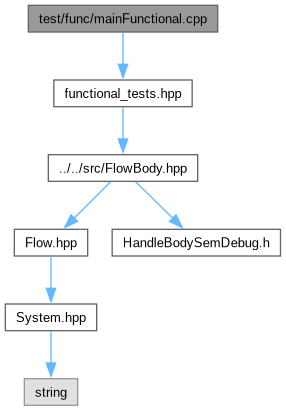 test/func/mainFunctional.cpp
functional_tests.hpp
../../src/FlowBody.hpp
Flow.hpp
HandleBodySemDebug.h
System.hpp
string